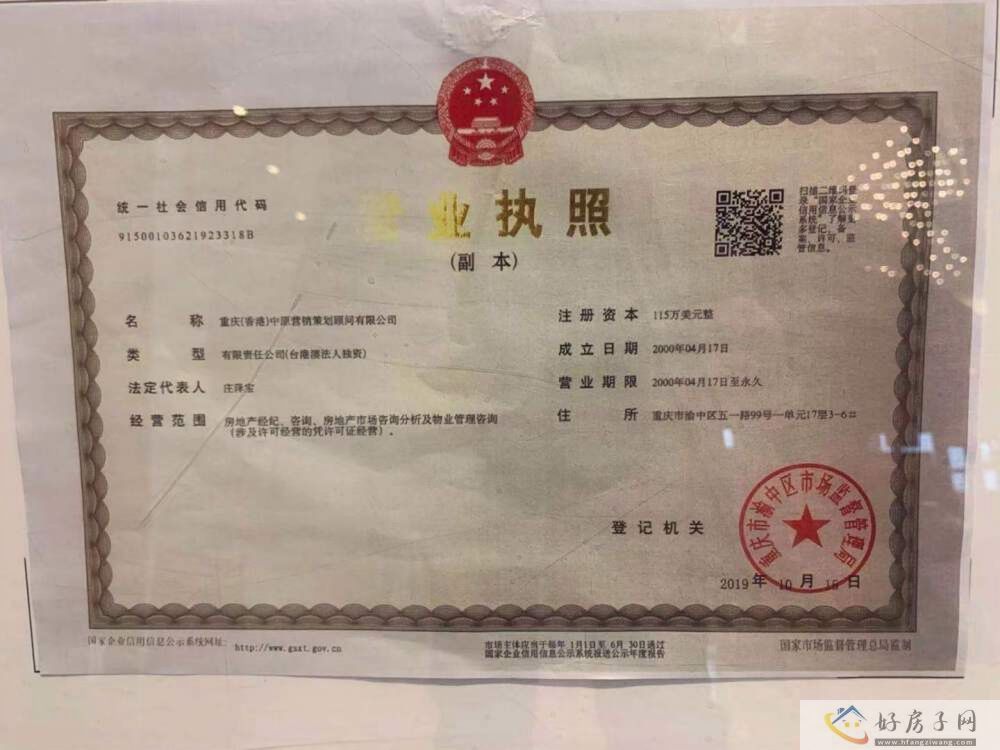 营业执照
(副 本)
统一社会信用代码
91500103621923318B
扫描二维码登
录“国家企业
信用信息公示
系统”了解更
多登记、备
案、许可、监
管信息。
名 称 重庆(香港)中原营销策划顾问有限公司
类 型 有限责任公司(台港澳法人独资)
法定代表人
经营范围 房地产经纪、咨询、房地产市场咨询分析及物业管理咨询
(涉及许可经营的凭许可证经营)。
注册资本 115万美元整
成立日期 2000年04月17日
营业期限 2000年04月17日至永久
住 所 重庆市渝中区五一路99号一单元17层3-6#
登记机关
重庆市渝中区市场监督管理局
2019 年 10 月 15 日
国家企业信用信息公示系统网址: http://www.gsxt.gov.cn
市场主体应当于每年 1月1日至 6月 30日通过
国家企业信用信息公示系统报送公示年度报告
国家市场监督管理总局监制
好房子网
www.hfangziwang.com